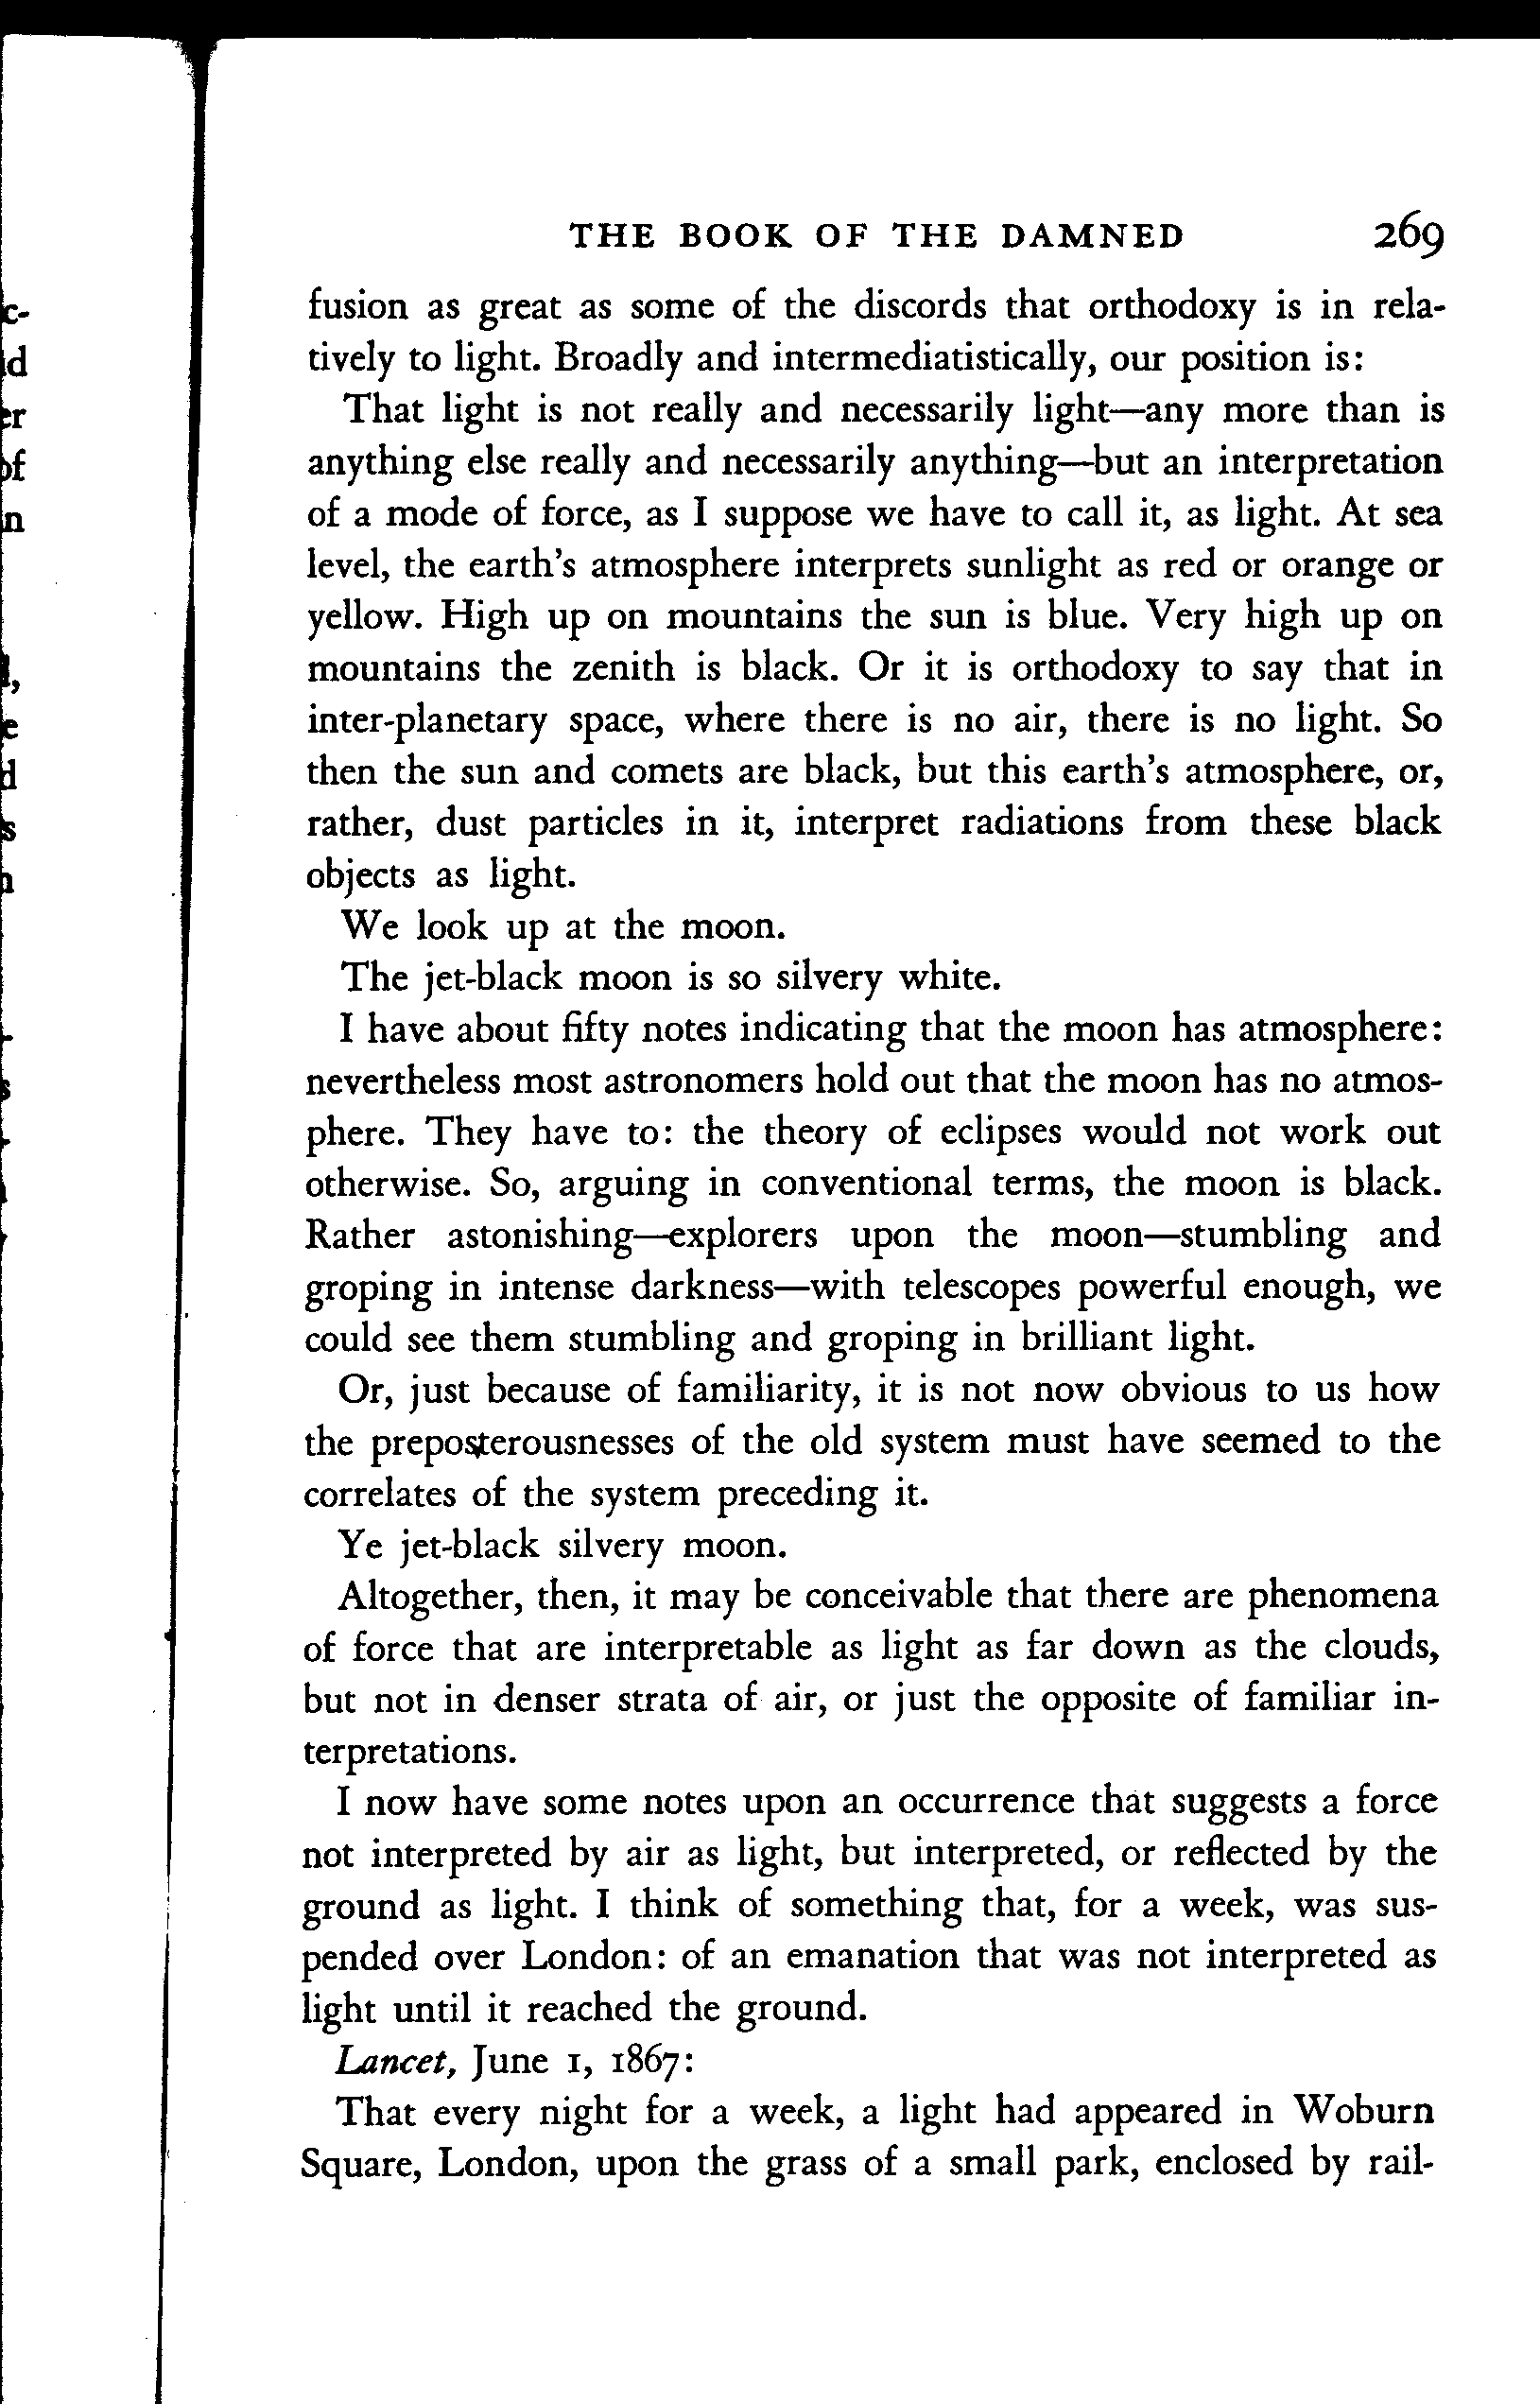 THE BOOK OF THE DAMNED 269
fusion as great as some of the discords that orthodoxy is in rela-
tively to light. Broadly and intermediatistically, our position is:
That light is not really and necessarily light—any more than is
anything else really and necessarily anything—but an interpretation
of a mode of force, as I suppose we have to call it, as light. At sea
level, the earth's atmosphere interprets sunlight as red or orange or
yellow. High up on mountains the sun is blue. Very high up on
mountains the zenith is black. Or it is orthodoxy to say that in
inter-planetary space, where there is no air, there is no light. So
then the sun and comets are black, but this earth's atmosphere, or,
rather, dust particles in it, interpret radiations from these black
objects as light.
We look up at the moon.
The jet-black moon is so silvery white.
I have about fifty notes indicating that the moon has atmosphere:
nevertheless most astronomers hold out that the moon has no atmos-
phere. They have to: the theory of eclipses would not work out
otherwise. So, arguing in conventional terms, the moon is black.
Rather astonishing—explorers upon the moon—stumbling and
groping in intense darkness—with telescopes powerful enough, we
could see them stumbling and groping in brilliant light.
Or, just because of familiarity, it is not now obvious to us how
the preposterousnesses of the old system must have seemed to the
correlates of the system preceding it.
Ye jet-black silvery moon.
Altogether, then, it may be conceivable that there are phenomena
of force that are interpretable as light as far down as the clouds,
but not in denser strata of air, or just the opposite of familiar in-
terpretations.
I now have some notes upon an occurrence that suggests a force
not interpreted by air as light, but interpreted, or reflected by the
ground as light. I think of something that, for a week, was sus-
pended over London: of an emanation that was not interpreted as
light until it reached the ground.
Lancet, June 1, 1867:
That every night for a week, a light had appeared in Woburn
Square, London, upon the grass of a small park, enclosed by rail-